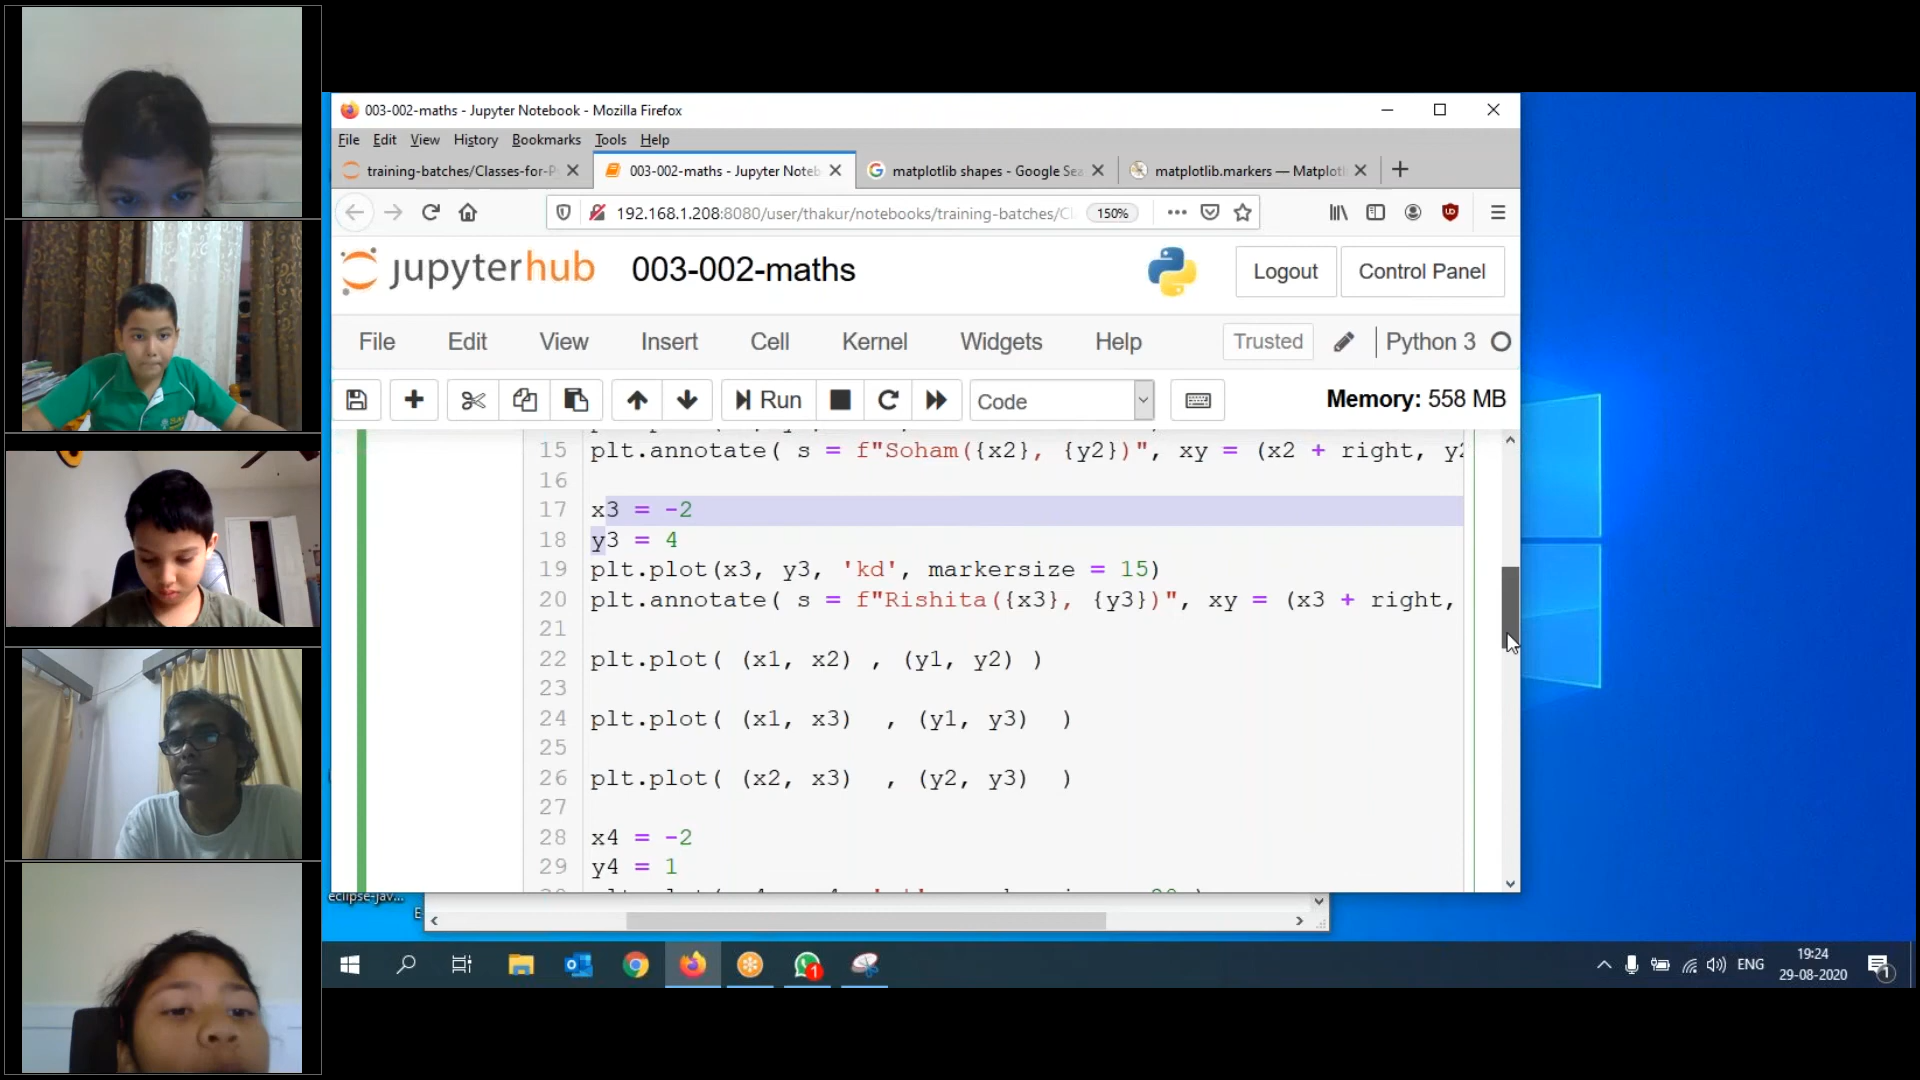 003-002-maths - Jupyter Notebook - Mozilla Firefox
File Edit View History Bookmarks Tools Help
training-batches/Classes-for-P
003-002-maths - Jupyter Noteb
matplotlib shapes - Google Sea
matplotlib.markers — Matplotl
192.168.1.208:8080/user/thakur/notebooks/training-batches/C
150%
jupyterhub 003-002-maths
Logout Control Panel
File Edit View Insert Cell Kernel Widgets Help Trusted Python 3
Run Code Memory: 558 MB
15 plt.annotate( s = f"Soham({x2}, {y2})", xy = (x2 + right, y2
16
17 x3 = -2
18 y3 = 4
19 plt.plot(x3, y3, 'kd', markersize = 15)
20 plt.annotate( s = f"Rishita({x3}, {y3})", xy = (x3 + right,
21
22 plt.plot( (x1, x2) , (y1, y2) )
23
24 plt.plot( (x1, x3) , (y1, y3) )
25
26 plt.plot( (x2, x3) , (y2, y3) )
27
28 x4 = -2
29 y4 = 1
eclipse-jav...
E
1
ENG
19:24
29-08-2020
1